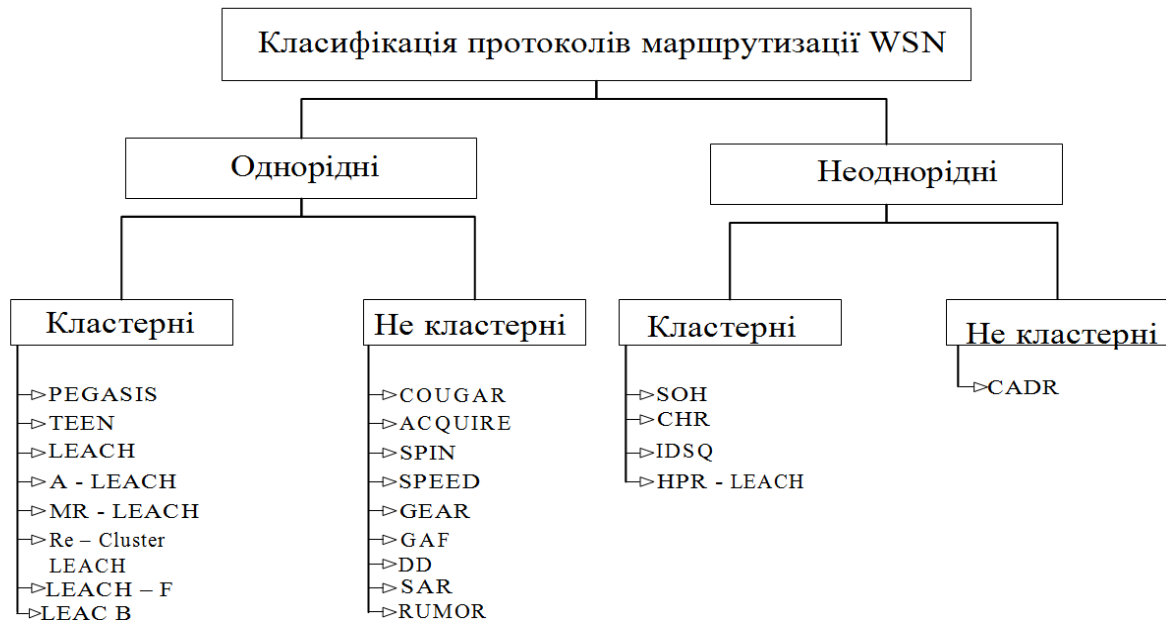 Класифікація протоколів маршрутизації WSN
Однорідні
Неоднорідні
Кластерні
Не кластерні
Кластерні
Не кластерні
PEGASIS
TEEN
LEACH
A - LEACH
MR - LEACH
Re – Cluster
LEACH
LEACH – F
LEAC B
COUGAR
ACQUIRE
SPIN
SPEED
GEAR
GAF
DD
SAR
RUMOR
SOH
CHR
IDSQ
HPR - LEACH
CADR